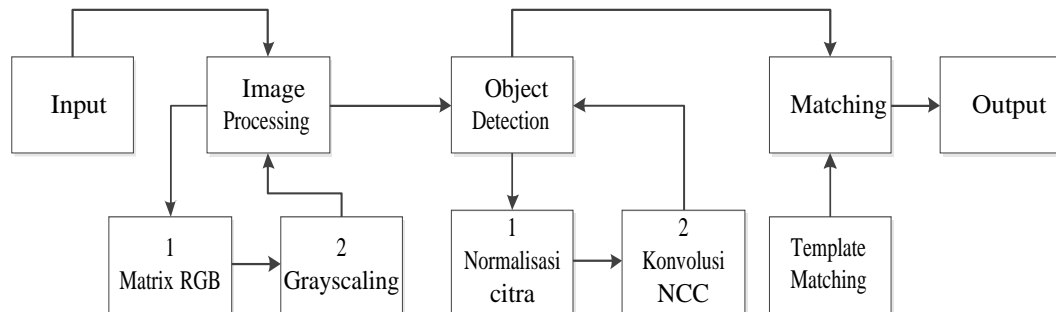 Input
Image
Processing
Object
Detection
Matching
Output
1
Matrix RGB
2
Grayscaling
1
Normalisasi
citra
2
Konvolusi
NCC
Template
Matching